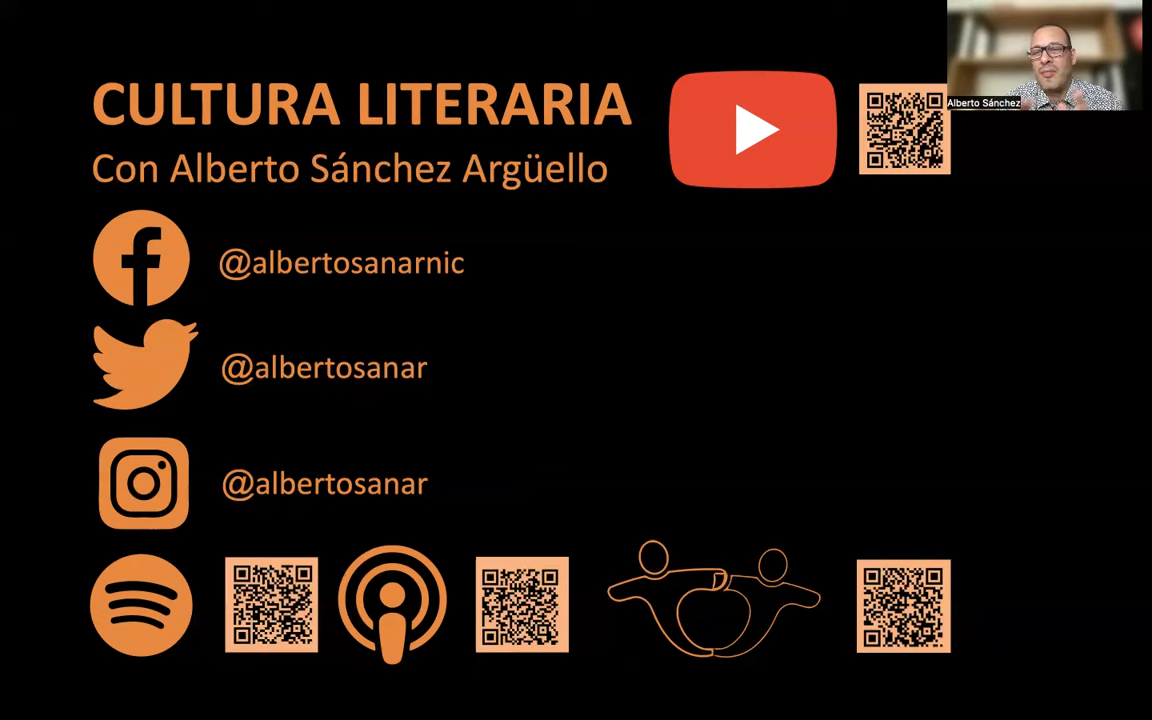 CULTURA LITERARIA
Con Alberto Sánchez Argüello
Alberto Sánchez
@albertosanarnic
@albertosanar
@albertosanar